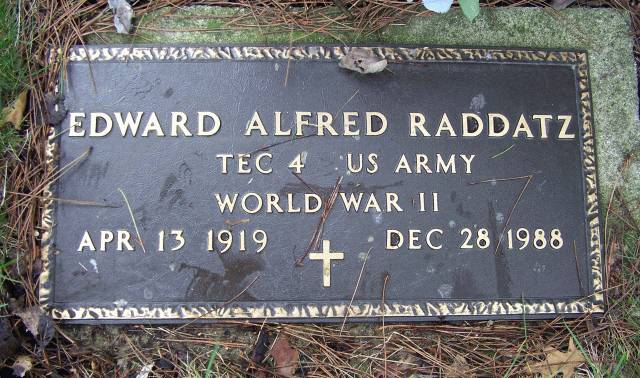 EDWARD ALFRED RADDATZ
TEC 4 US ARMY
WORLD WAR II
APR 13 1919 DEC 28 1988